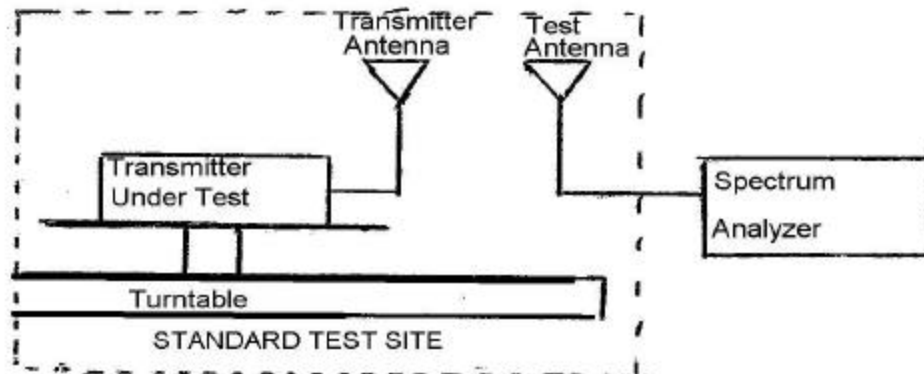 Transmitter
Antenna
Test
Antenna
Transmitter
Under Test
Spectrum
Analyzer
Turntable
STANDARD TEST SITE